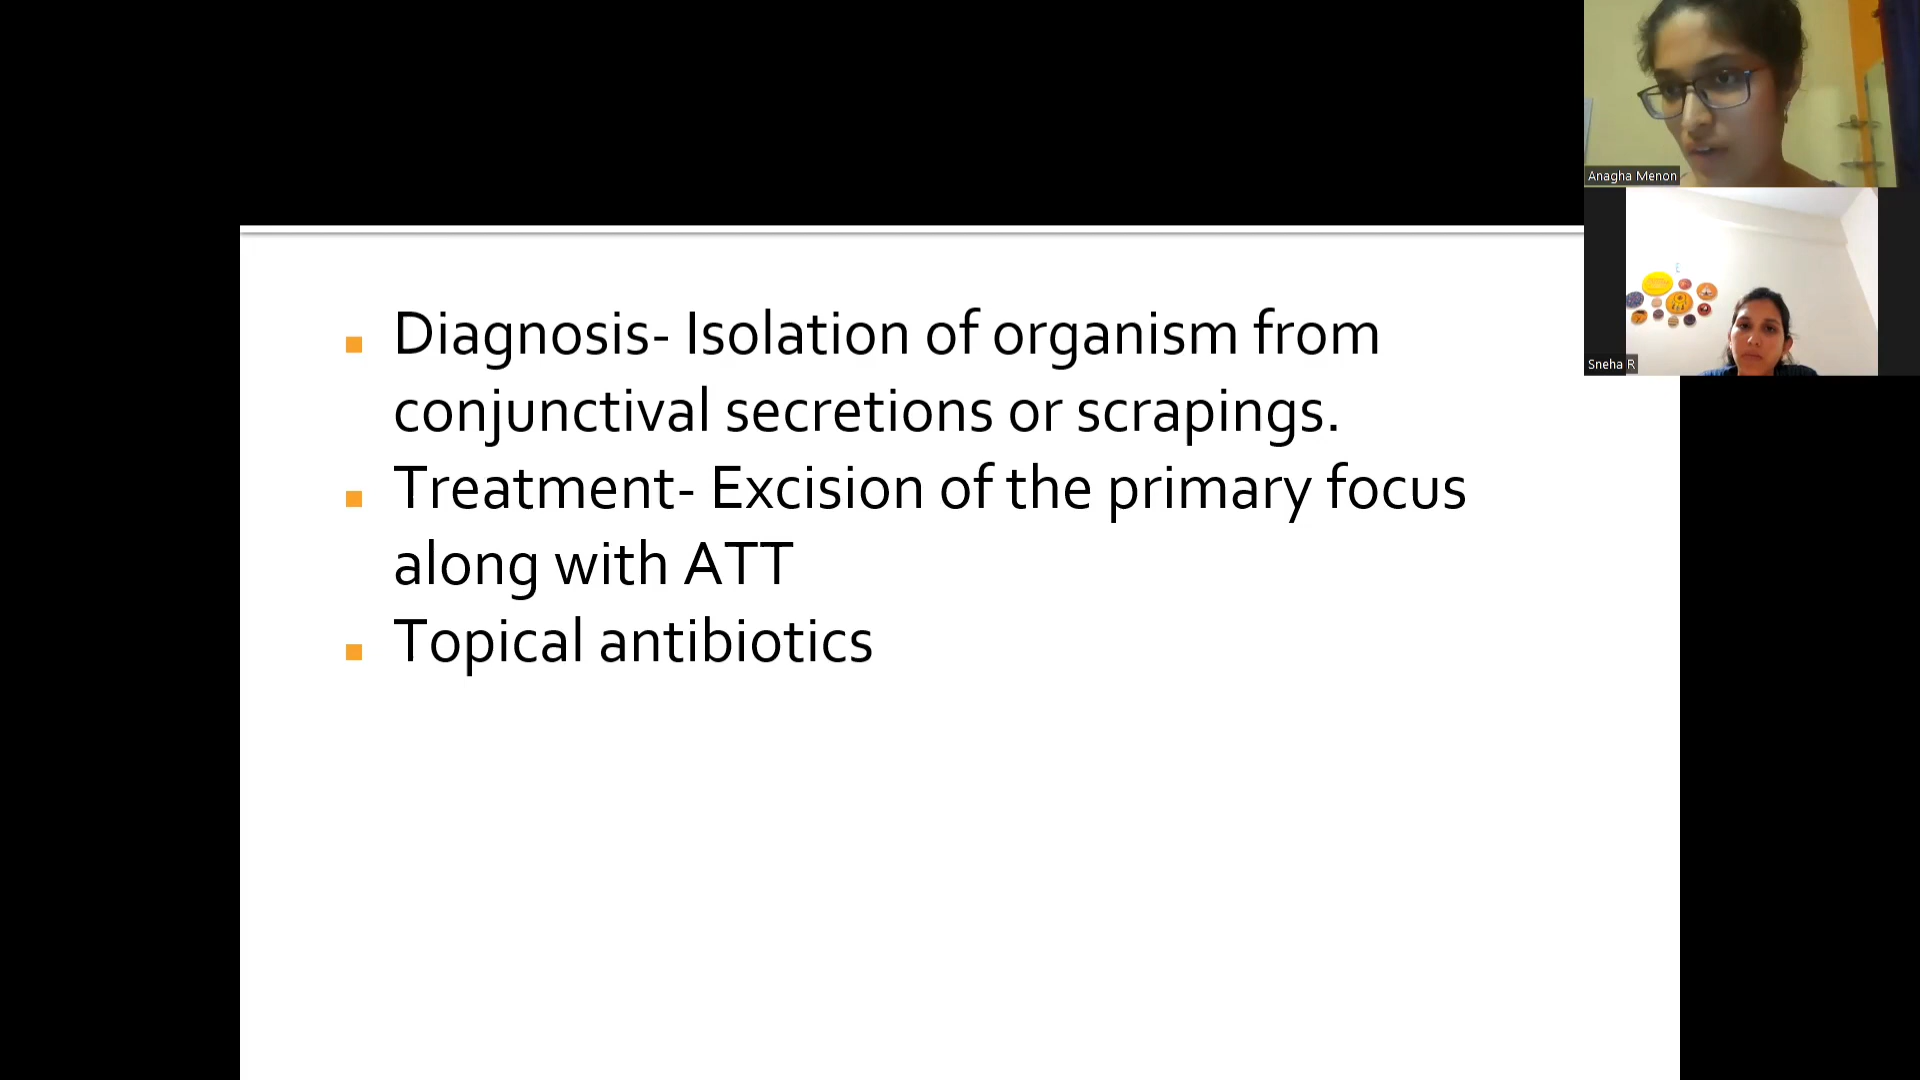 Diagnosis- Isolation of organism from
conjunctival secretions or scrapings.
Treatment- Excision of the primary focus
along with ATT
Topical antibiotics
Anagha Menon
Sneha R